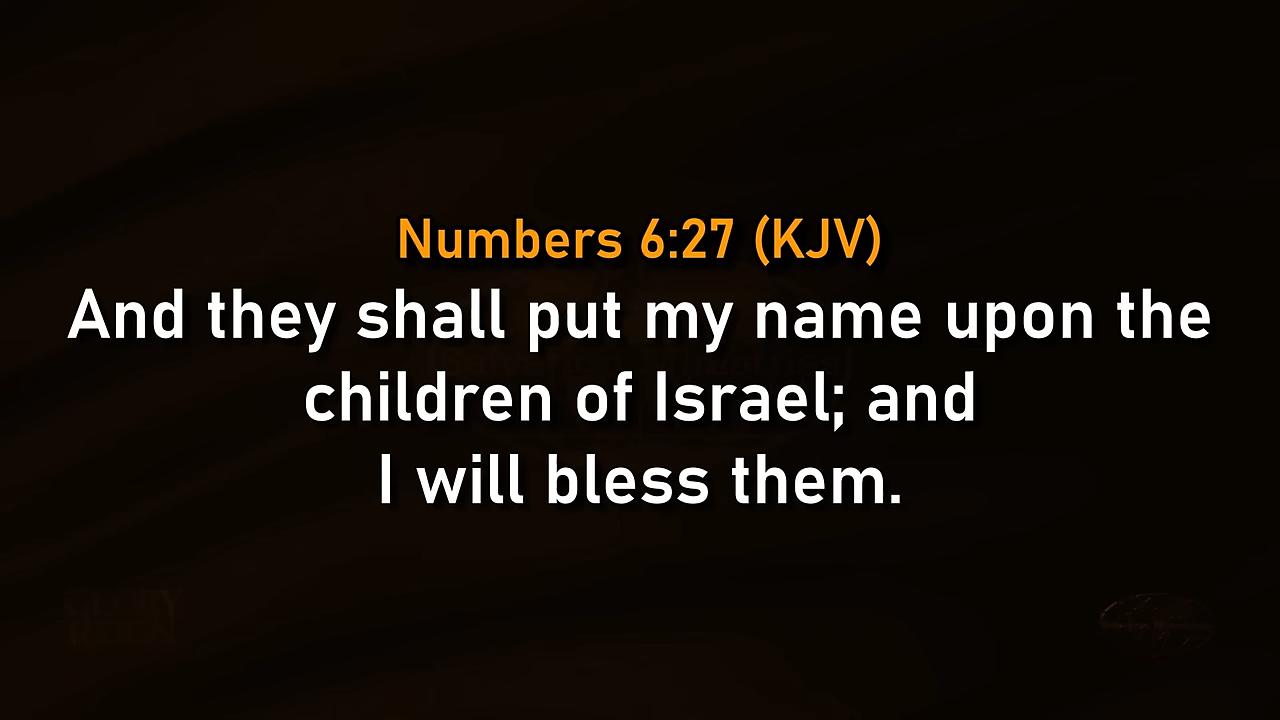 Numbers 6:27 (KJV)
And they shall put my name upon the
children of Israel; and
I will bless them.